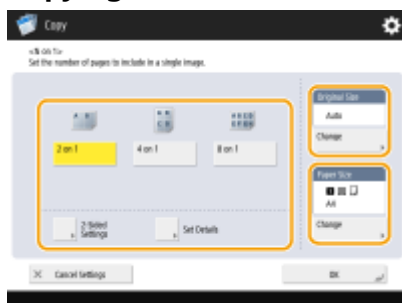 Copy
<N on 1>
Set the number of pages to include in a single image.
Original Size
Auto
Change
2 on 1
4 on 1
8 on 1
Paper Size
A4
Change
2-Sided
Settings
Set Details
Cancel Settings
OK